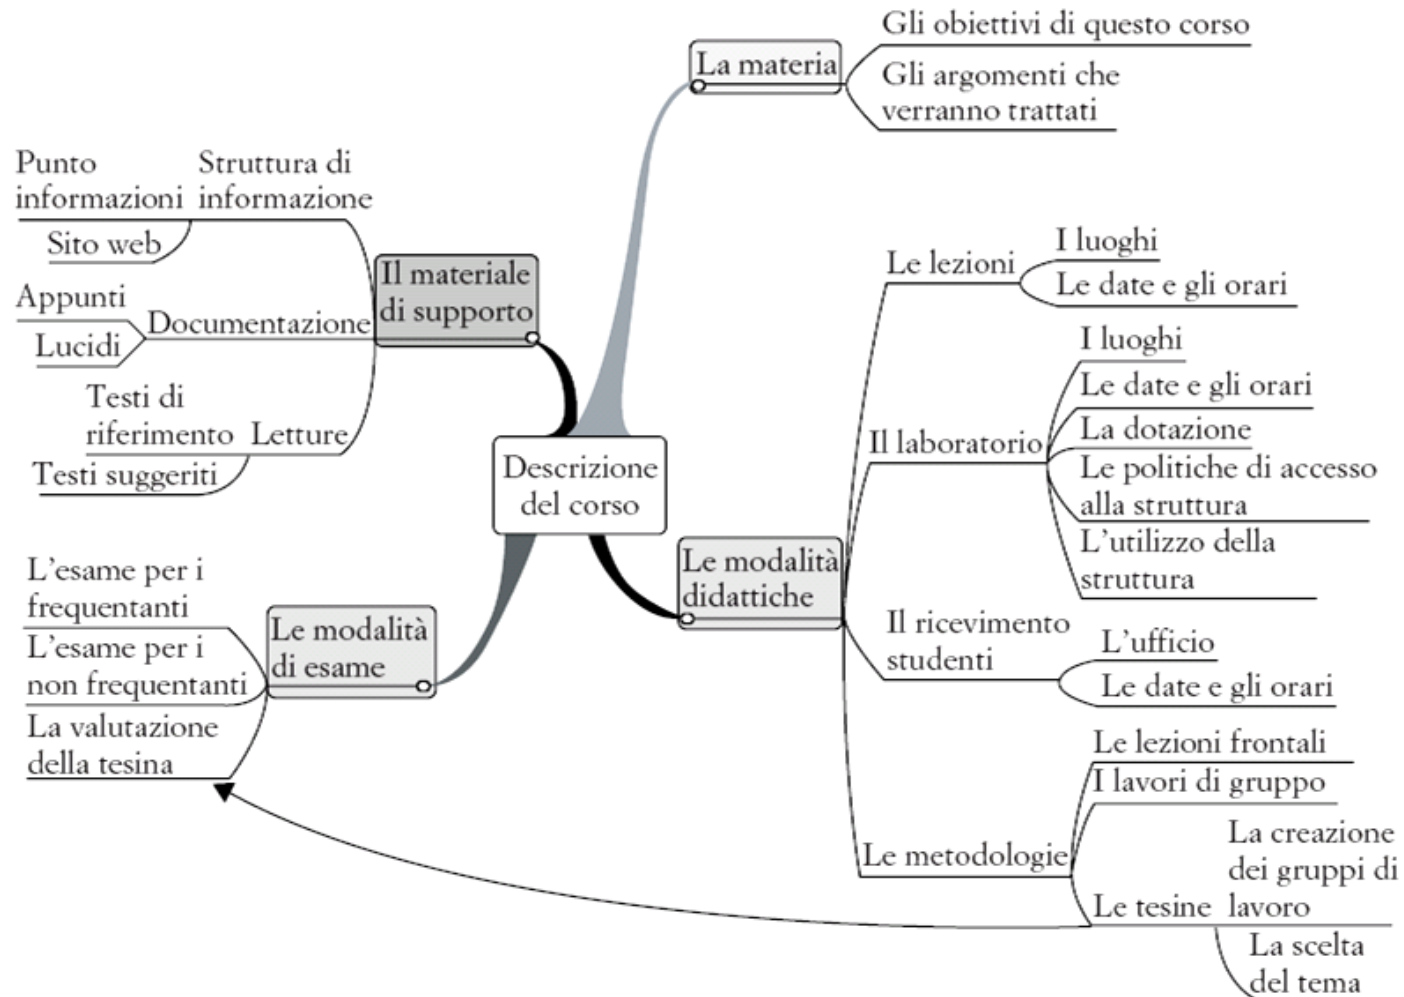 Gli obiettivi di questo corso
La materia
Gli argomenti che
verranno trattati
Punto
informazioni
Struttura di
informazione
Sito web
Il materiale
di supporto
Appunti
Documentazione
Lucidi
Testi di
riferimento
Letture
Testi suggeriti
Descrizione
del corso
L'esame per i
frequentanti
Le modalità
di esame
L'esame per i
non frequentanti
La valutazione
della tesina
Le modalità
didattiche
Le lezioni
I luoghi
Le date e gli orari
Il laboratorio
I luoghi
Le date e gli orari
La dotazione
Le politiche di accesso
alla struttura
L'utilizzo della
struttura
Il ricevimento
studenti
L'ufficio
Le date e gli orari
Le metodologie
Le lezioni frontali
I lavori di gruppo
Le tesine
La creazione
dei gruppi di
lavoro
La scelta
del tema